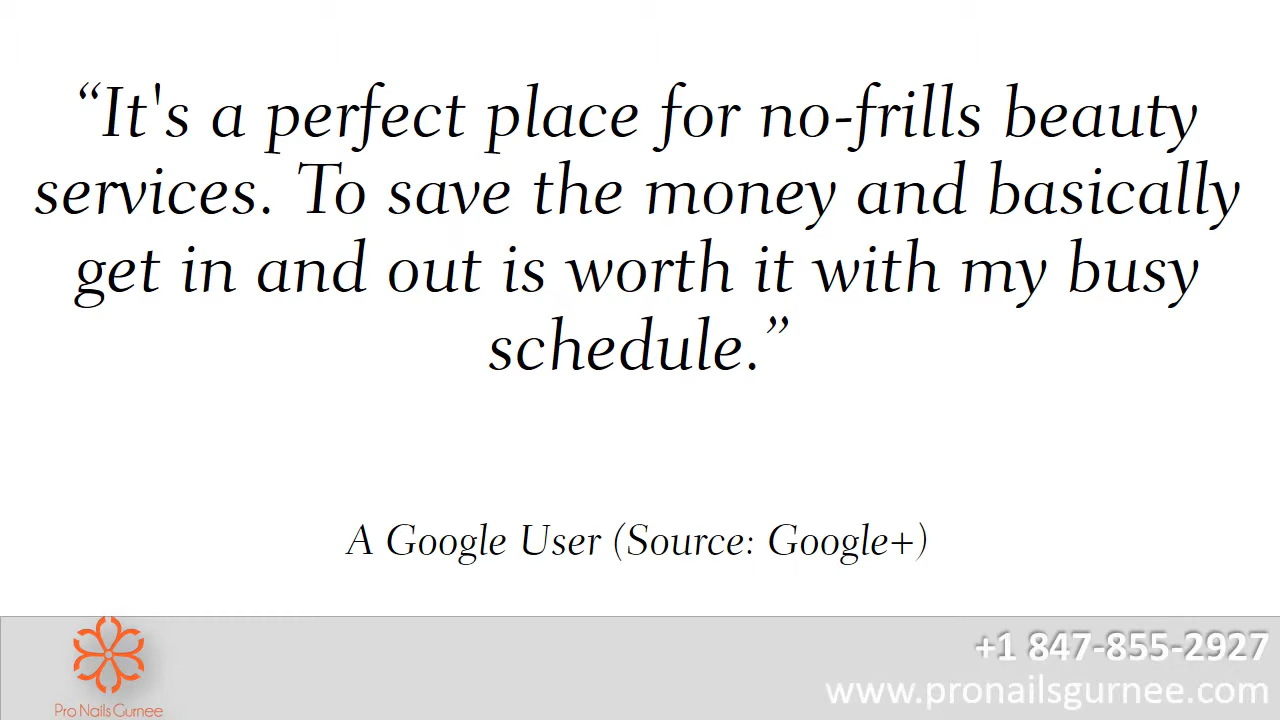 “It's a perfect place for no-frills beauty
services. To save the money and basically
get in and out is worth it with my busy
schedule.”
A Google User (Source: Google+)
Pro Nails Gurnee
+1 847-855-2927
www.pronailsgurnee.com